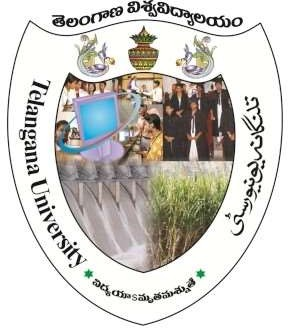 తెలంగాణ విశ్వవిద్యాలయం
Telangana University
تلنگانہ یونیورسٹی
విద్యయాఽమృతమశ్నుతే